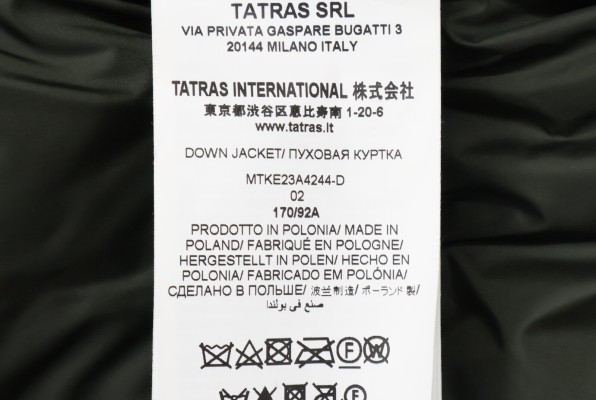 TATRAS SRL
VIA PRIVATA GASPARE BUGATTI 3
20144 MILANO ITALY
TATRAS INTERNATIONAL 株式会社
東京都渋谷区恵比寿南 1-20-6
www.tatras.it
DOWN JACKET/ ПУХОВАЯ КУРТКА
MTKE23A4244-D
02
170/92A
PRODOTTO IN POLONIA/ MADE IN
POLAND/ FABRIQUÉ EN POLOGNE/
HERGESTELLT IN POLEN/ HECHO EN
POLONIA/ FABRICADO EM POLÓNIA/
СДЕЛАНО В ПОЛЬШЕ/ 波兰制造/ ポーランド製/
صنع في بولندا
F W